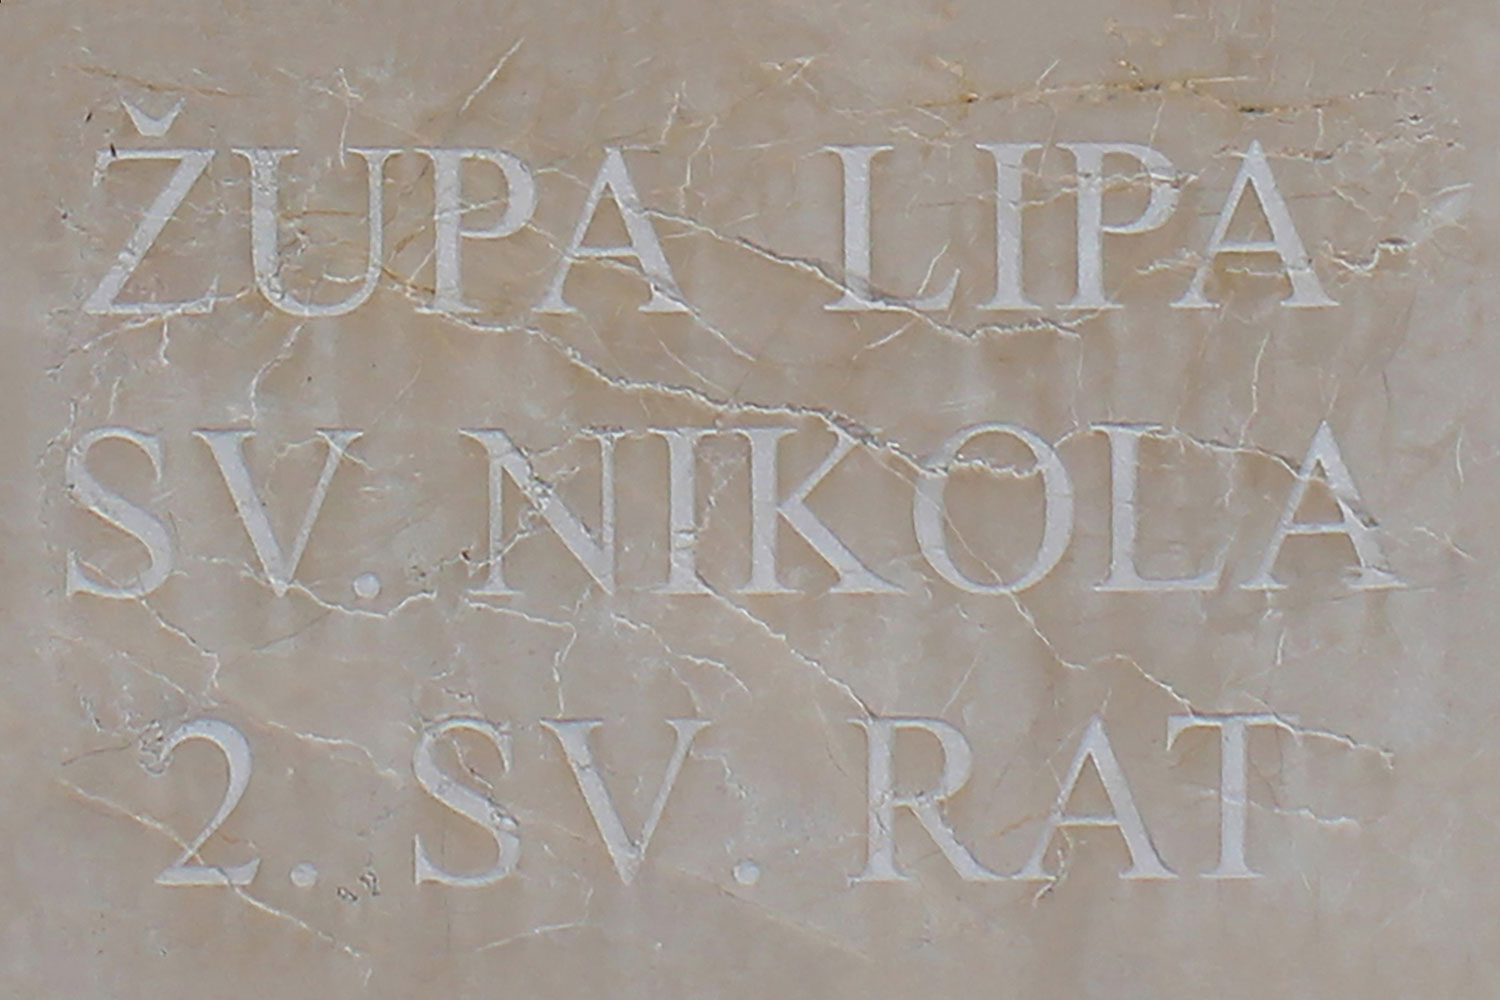 ŽUPA LIPA
SV. NIKOLA
2. SV. RAT